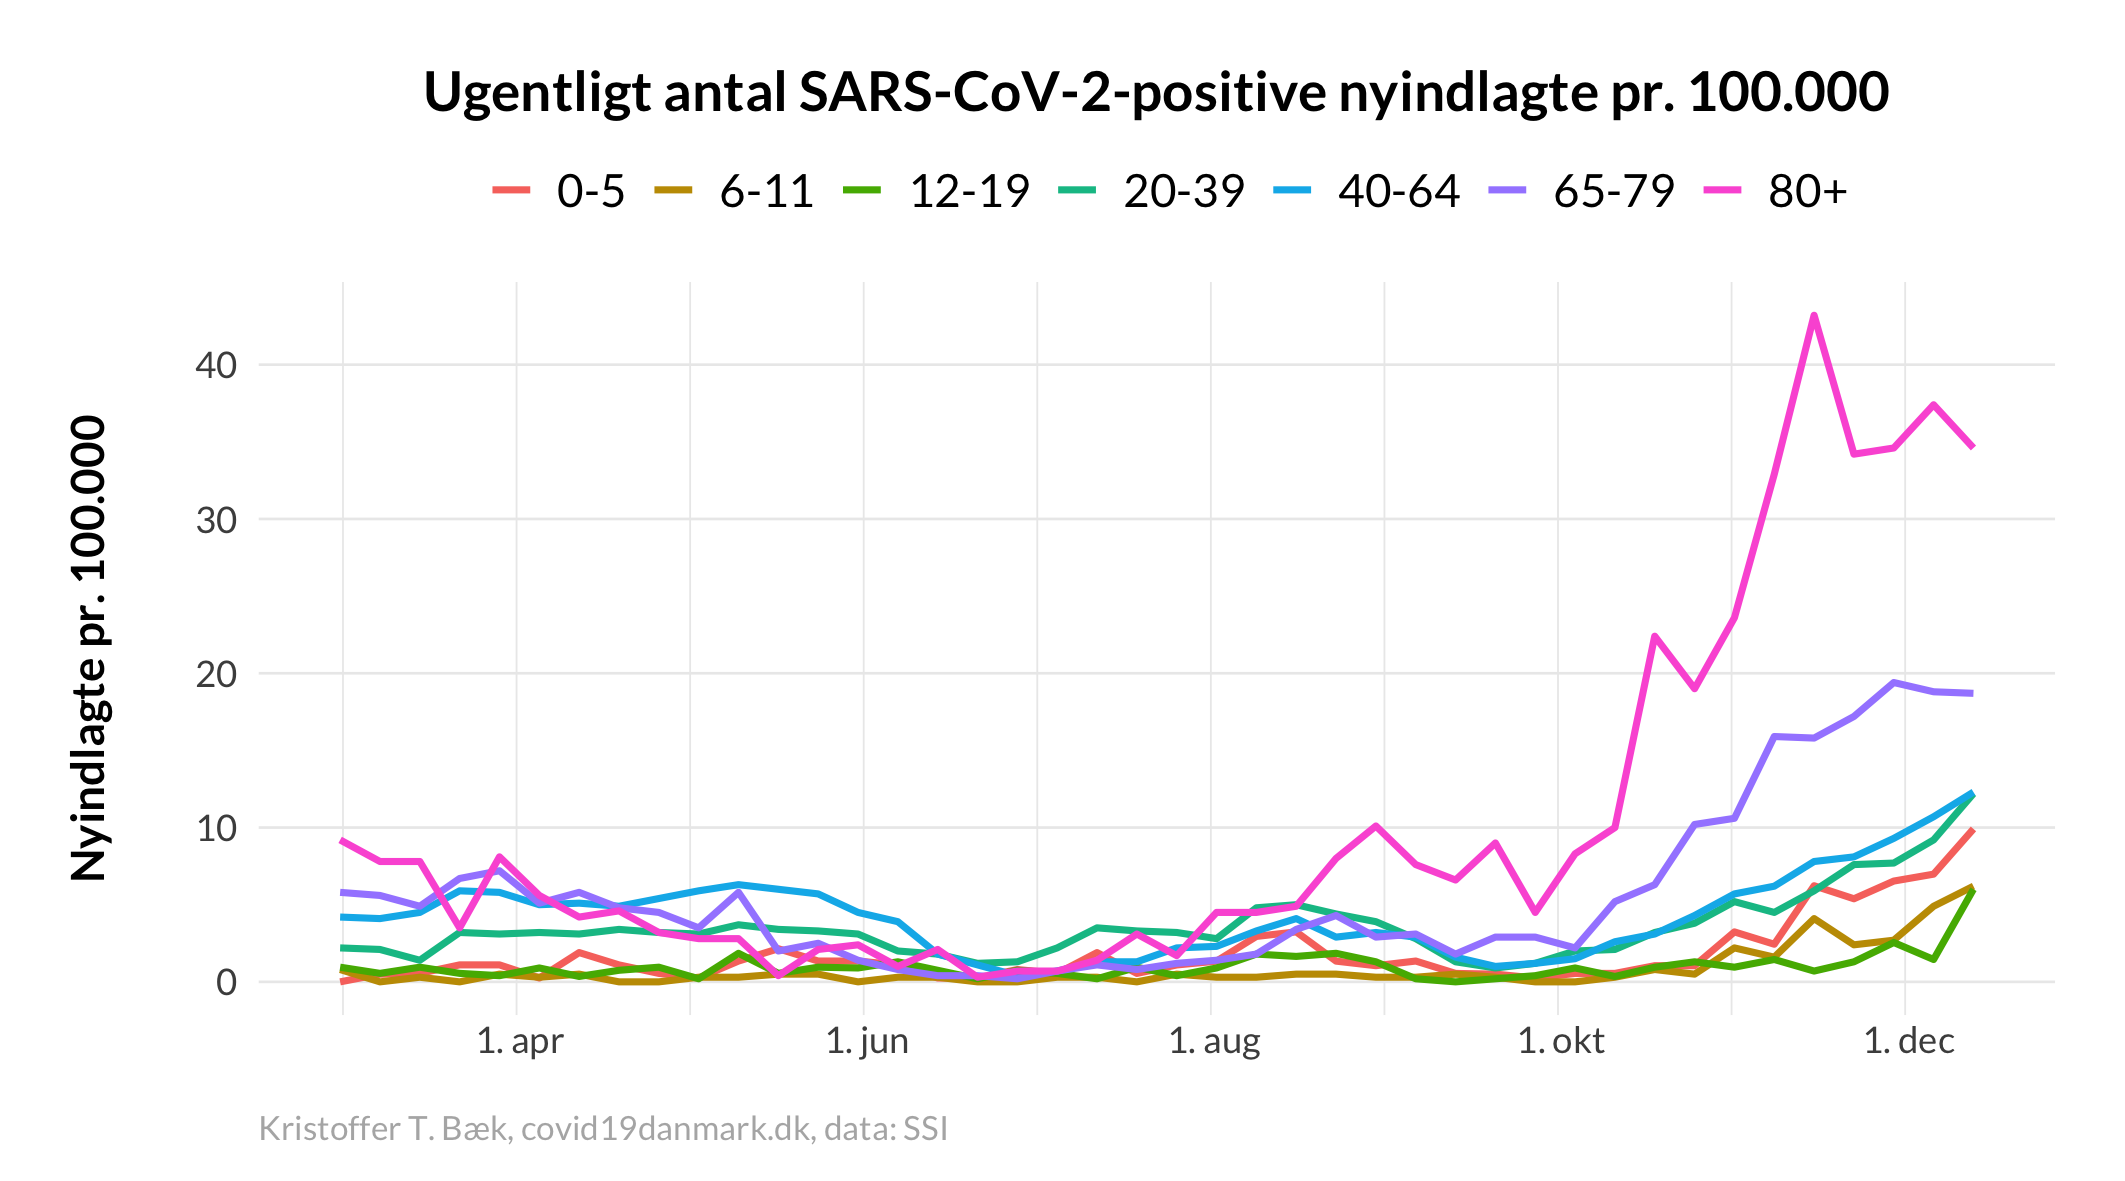 Ugentligt antal SARS-CoV-2-positive nyindlagte pr. 100.000
0-5 6-11 12-19 20-39 40-64 65-79 80+
Nyindlagte pr. 100.000
40
30
20
10
0
1. apr 1. jun 1. aug 1. okt 1. dec
Kristoffer T. Bæk, covid19danmark.dk, data: SSI